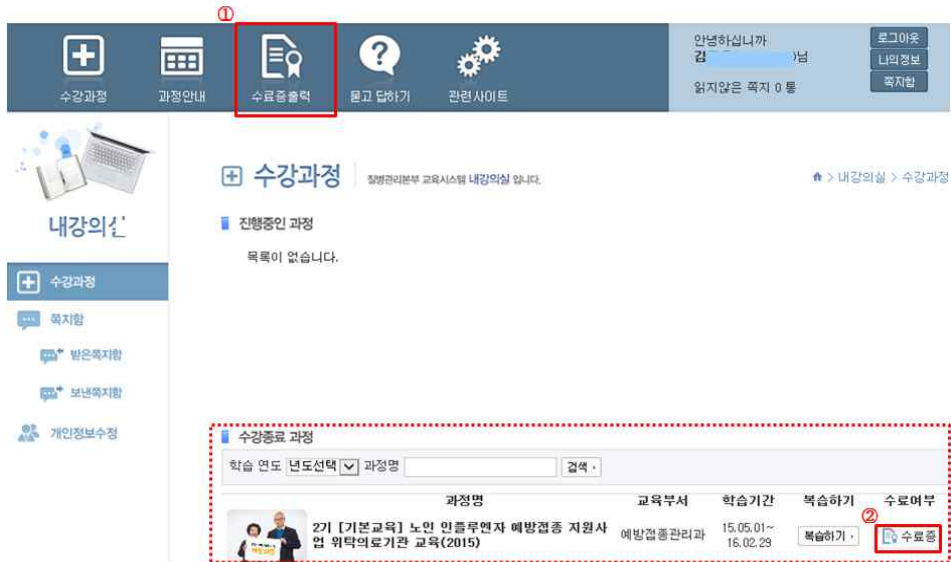 ①
수강과정 과정안내 수료증출력 묻고 답하기 관련사이트
안녕하십니까
김 )님
읽지않은 쪽지 0 통
로그아웃
나의정보
쪽지함
내강의실
수강과정
쪽지함
받은쪽지함
보낸쪽지함
개인정보수정
수강과정 질병관리본부 교육시스템 내강의실 입니다.
> 내강의실 > 수강과정
진행중인 과정
목록이 없습니다.
수강종료 과정
학습 연도 년도선택 과정명 검색
과정명 교육부서 학습기간 복습하기 수료여부
②
2기 [기본교육] 노인 인플루엔자 예방접종 지원사
업 위탁의료기관 교육(2015)
예방접종관리과
15.05.01~
16.02.29
복습하기
수료증